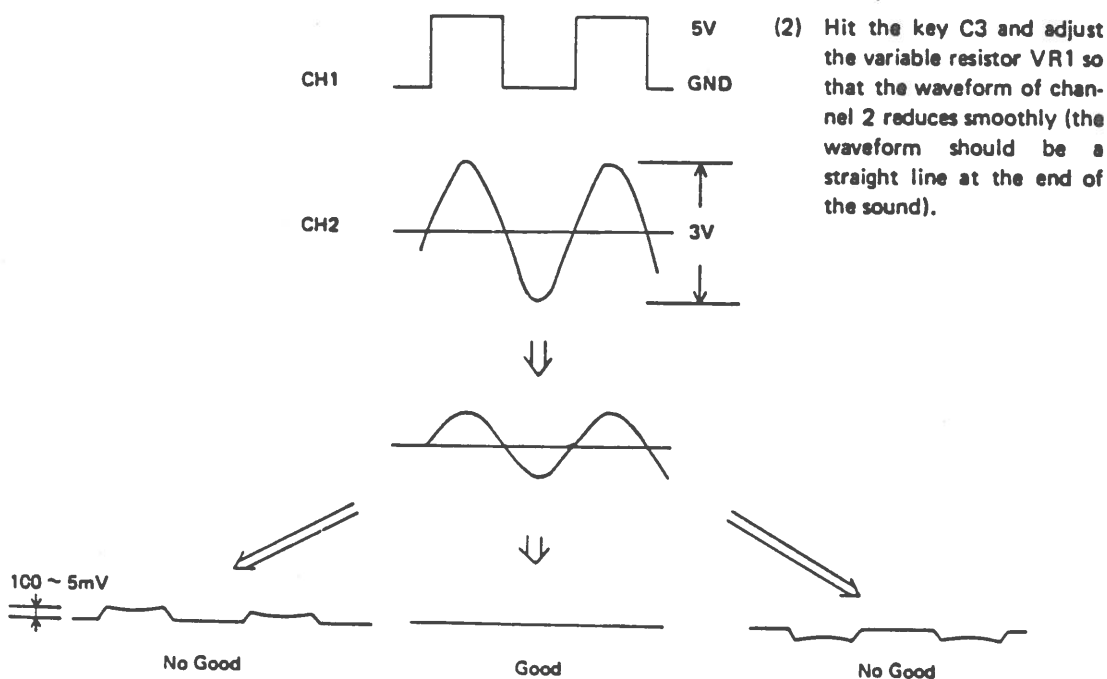 5V
CH1
GND
(2) Hit the key C3 and adjust
the variable resistor VR1 so
that the waveform of chan-
nel 2 reduces smoothly (the
waveform should be a
straight line at the end of
the sound).
CH2
3V
100 ~ 5mV
No Good
Good
No Good